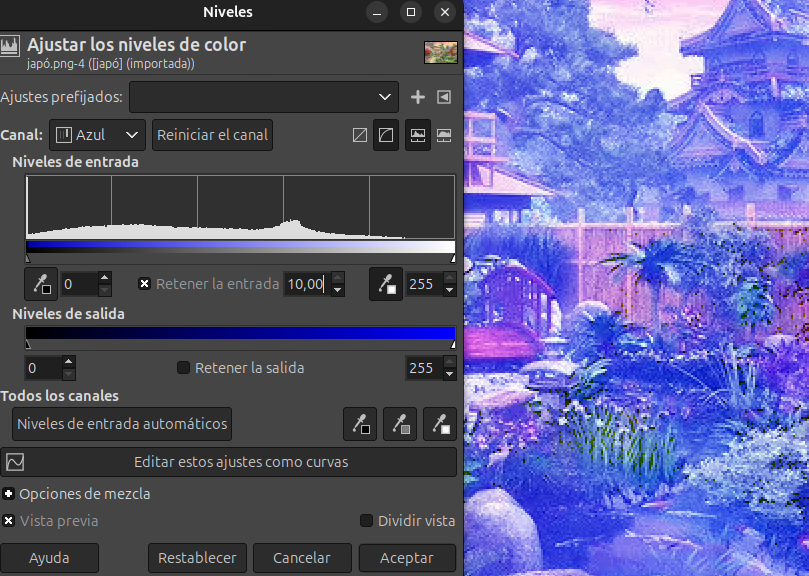 Niveles
Ajustar los niveles de color
japó.png-4 ([japó] (importada))
Ajustes prefijados:
Canal: Azul Reiniciar el canal
Niveles de entrada
0 Retener la entrada 10,00 255
Niveles de salida
0 Retener la salida 255
Todos los canales
Niveles de entrada automáticos
Editar estos ajustes como curvas
Opciones de mezcla
Vista previa Dividir vista
Ayuda Restablecer Cancelar Aceptar